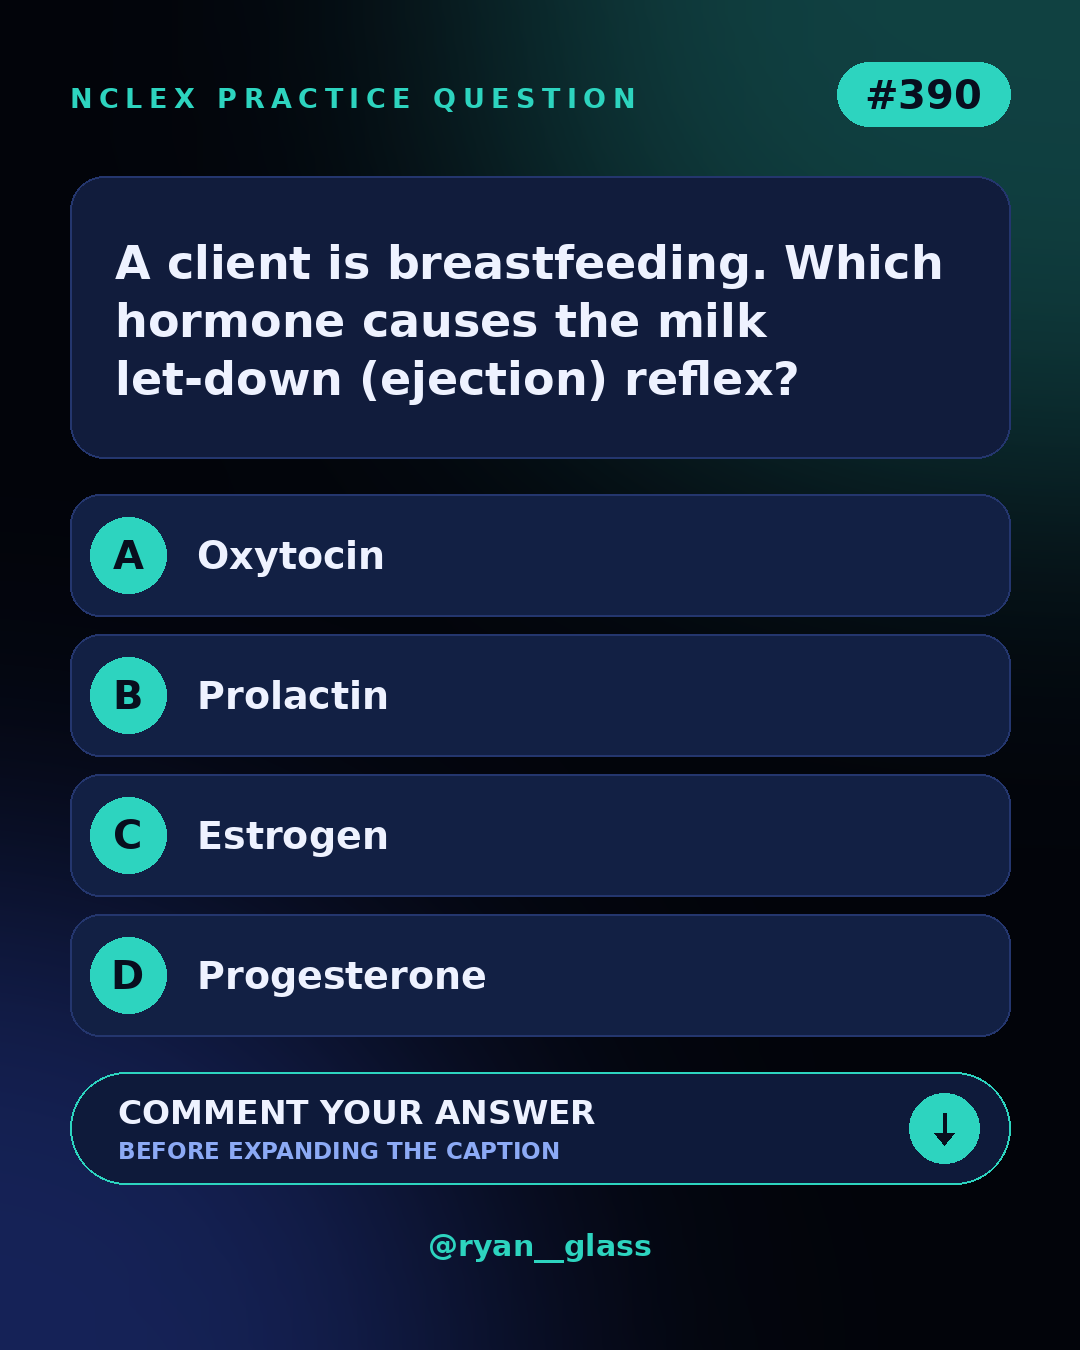 NCLEX PRACTICE QUESTION
#390
A client is breastfeeding. Which
hormone causes the milk
let-down (ejection) reflex?
A Oxytocin
B Prolactin
C Estrogen
D Progesterone
COMMENT YOUR ANSWER
BEFORE EXPANDING THE CAPTION
@ryan__glass